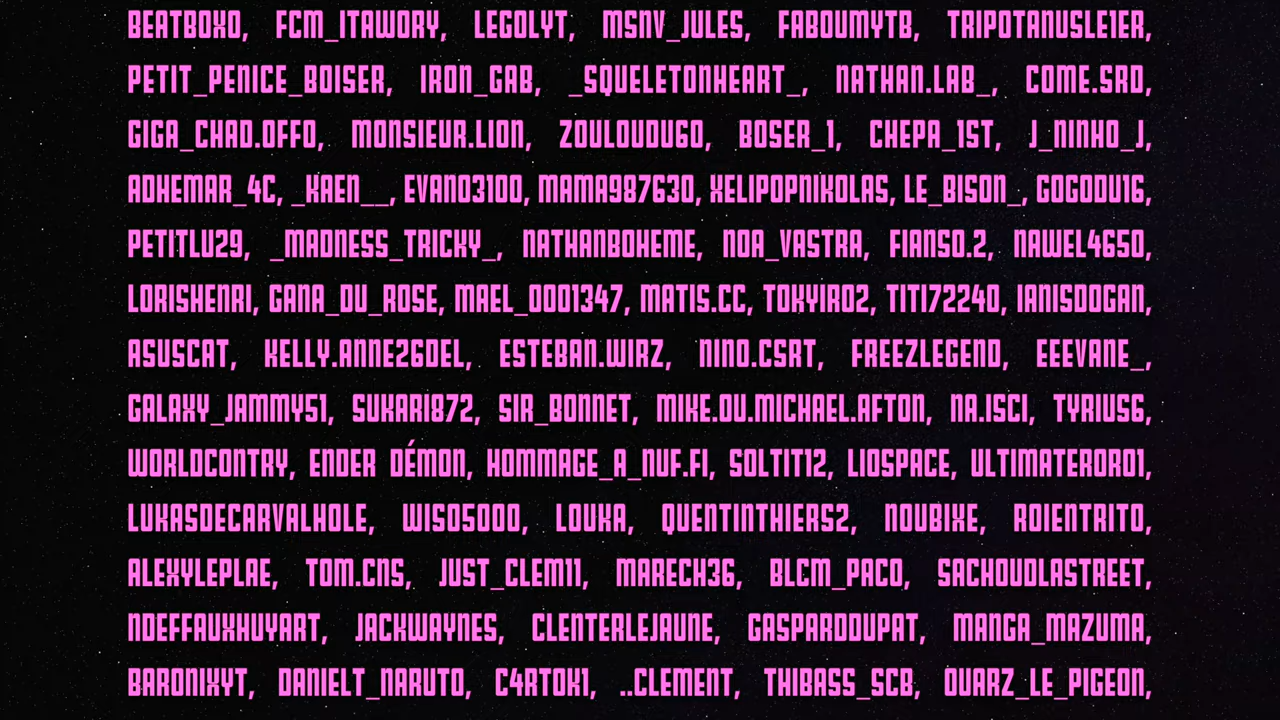 BEATBOXO, FCM_ITAWORY, LEGOLYT, MSNV_JULES, FABOUMYTB, TRIPOTANUSLE1ER,
PETIT_PENICE_BOISER, IRON_GAB, _SQUELETONHEART_, NATHAN.LAB_, COME.SRD,
GIGA_CHAD.OFFO, MONSIEUR.LION, ZOULOUDU60, BOSER_1, CHEPA_1ST, J_NINHO_J,
ADHEMAR_4C, _KAEN__, EVANO3100, MAMA987630, XELIPOPNIKOLAS, LE_BISON_, GOGODU16,
PETITLU29, _MADNESS_TRICKY_, NATHANBOHEME, NOA_VASTRA, FIANSO.2, NAWEL4650,
LORISHENRI, GANA_DU_ROSE, MAEL_0001347, MATIS.CC, TOKYIRO2, TITI72240, IANISDOGAN,
ASUSCAT, KELLY.ANNE26DEL, ESTEBAN.WIRZ, NINO.CSRT, FREEZLEGEND, EEEVANE_,
GALAXY_JAMMY51, SUKARI872, SIR_BONNET, MIKE.OU.MICHAEL.AFTON, NA.ISCI, TYRIUS6,
WORLDCONTRY, ENDER DÉMON, HOMMAGE_A_NUF.FI, SOLTIT12, LIOSPACE, ULTIMATERORO1,
LUKASDECARVALHOLE, WISO5000, LOUKA, QUENTINTHIERS2, NOUBIXE, ROIENTRITO,
ALEXYLEPLAE, TOM.CNS, JUST_CLEM11, MARECH36, BLCM_PACO, SACHOUDLASTREET,
NDEFFAUXHUYART, JACKWAYNES, CLENTERLEJAUNE, GASPARDDUPAT, MANGA_MAZUMA,
BARONIXYT, DANIELT_NARUTO, C4RTOK1, ..CLEMENT, THIBASS_SCB, OUARZ_LE_PIGEON,